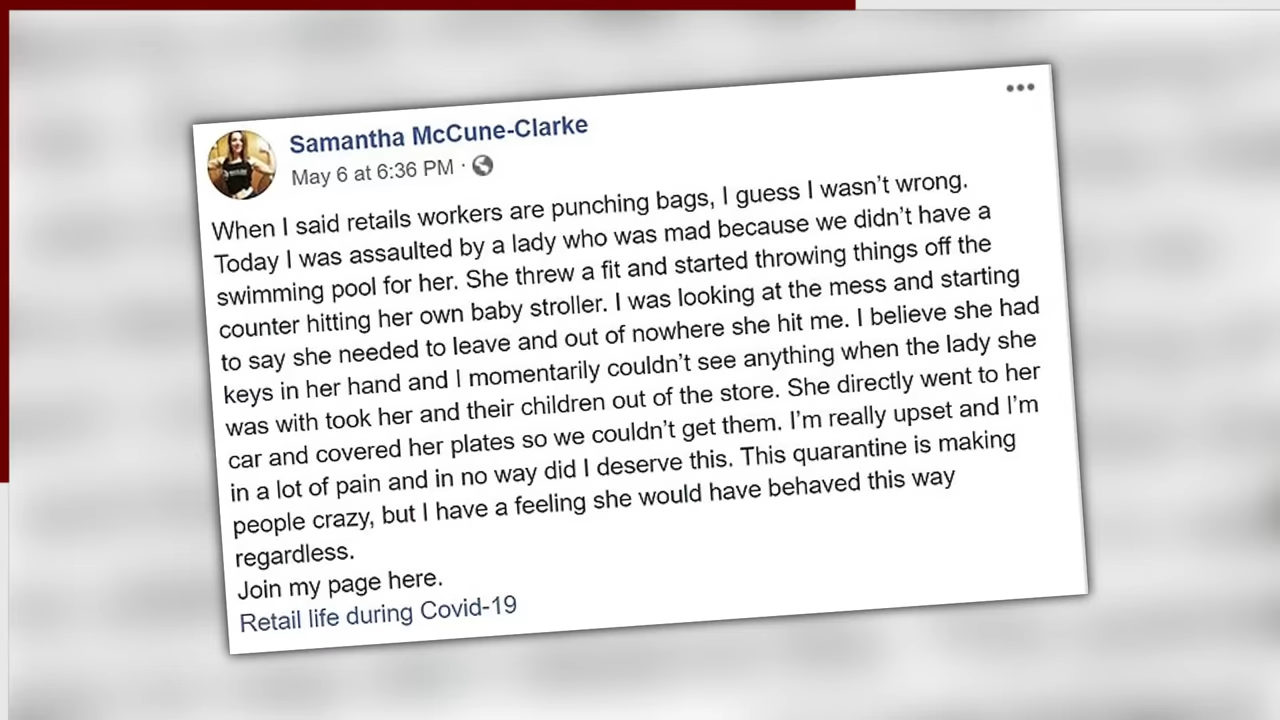 Samantha McCune-Clarke
May 6 at 6:36 PM ·
When I said retails workers are punching bags, I guess I wasn't wrong.
Today I was assaulted by a lady who was mad because we didn't have a
swimming pool for her. She threw a fit and started throwing things off the
counter hitting her own baby stroller. I was looking at the mess and starting
to say she needed to leave and out of nowhere she hit me. I believe she had
keys in her hand and I momentarily couldn't see anything when the lady she
was with took her and their children out of the store. She directly went to her
car and covered her plates so we couldn't get them. I'm really upset and I'm
in a lot of pain and in no way did I deserve this. This quarantine is making
people crazy, but I have a feeling she would have behaved this way
regardless.
Join my page here.
Retail life during Covid-19